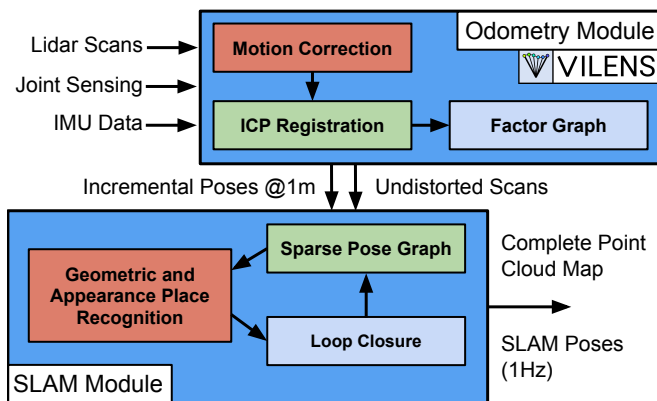 Lidar Scans
Joint Sensing
IMU Data
Motion Correction
Odometry Module
VILENS
ICP Registration
Factor Graph
Incremental Poses @1m
Undistorted Scans
Sparse Pose Graph
Geometric and
Appearance Place
Recognition
Loop Closure
SLAM Module
Complete Point
Cloud Map
SLAM Poses
(1Hz)